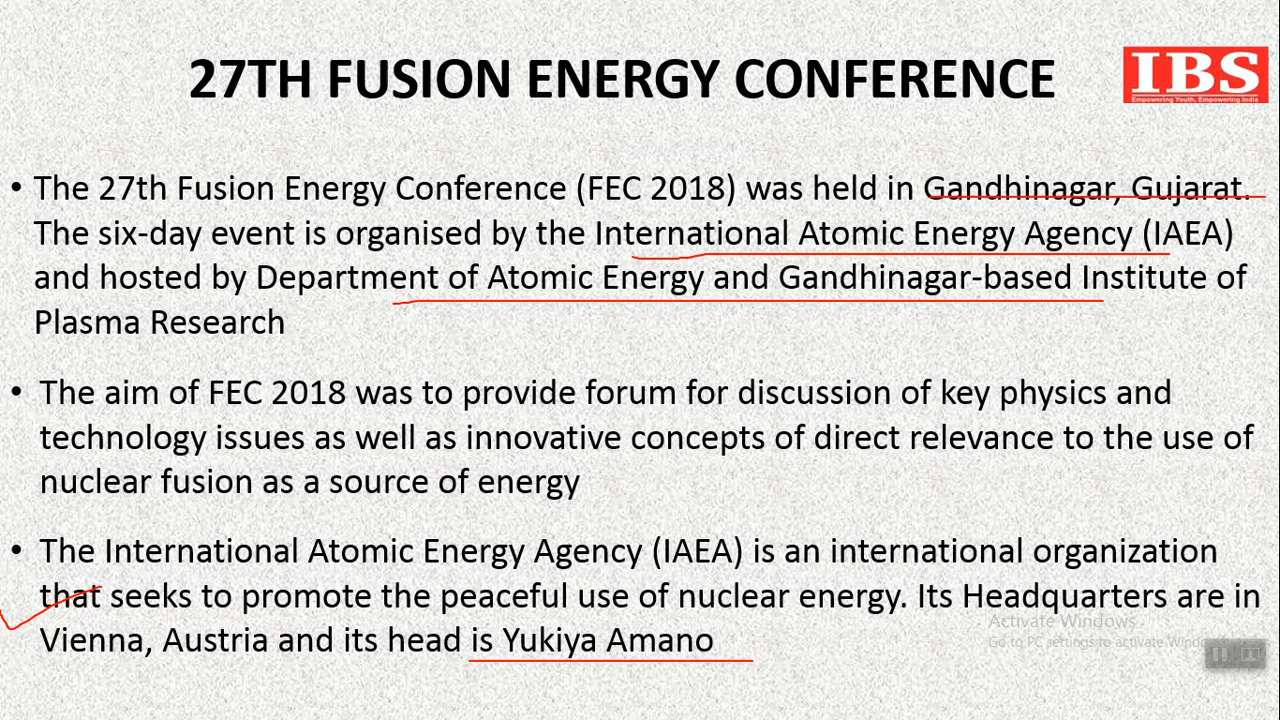 27TH FUSION ENERGY CONFERENCE
IBS
Empowering Youth, Empowering India
• The 27th Fusion Energy Conference (FEC 2018) was held in Gandhinagar, Gujarat.
The six-day event is organised by the International Atomic Energy Agency (IAEA)
and hosted by Department of Atomic Energy and Gandhinagar-based Institute of
Plasma Research
• The aim of FEC 2018 was to provide forum for discussion of key physics and
technology issues as well as innovative concepts of direct relevance to the use of
nuclear fusion as a source of energy
• The International Atomic Energy Agency (IAEA) is an international organization
that seeks to promote the peaceful use of nuclear energy. Its Headquarters are in
Vienna, Austria and its head is Yukiya Amano
Activate Windows
Go to PC settings to activate